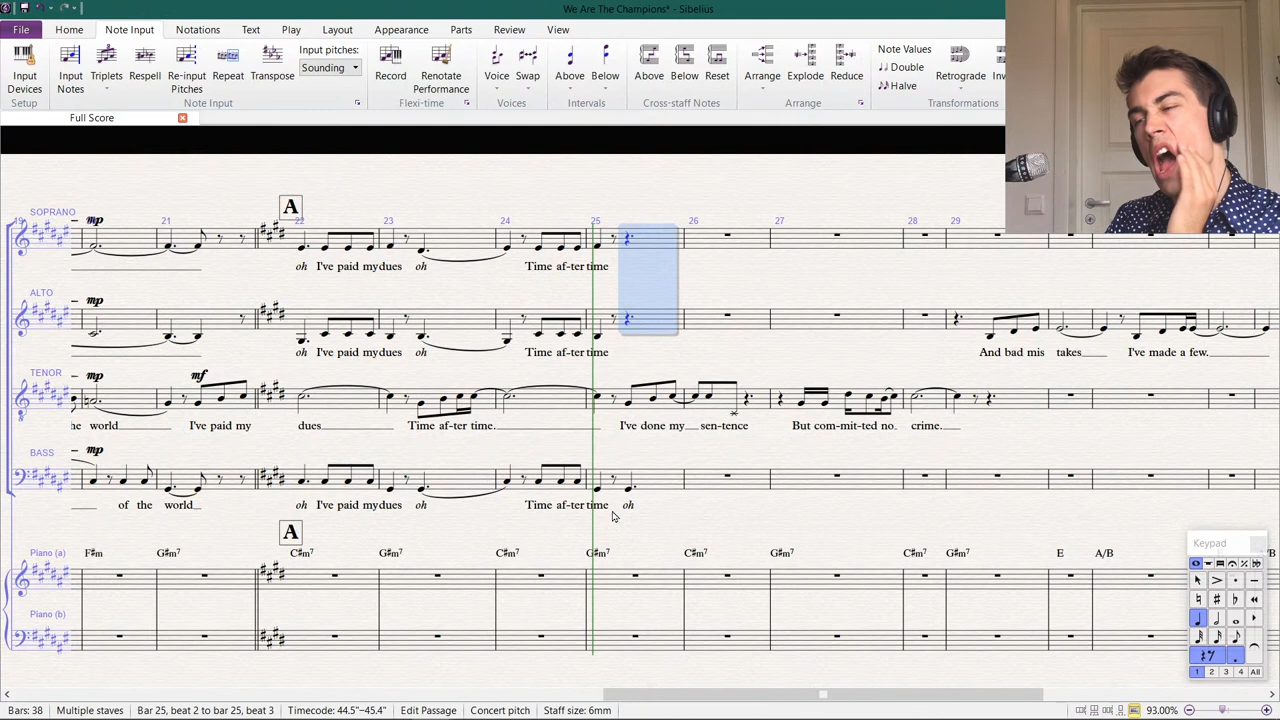 We Are The Champions* - Sibelius
File Home Note Input Notations Text Play Layout Appearance Parts Review View
Input Devices Input Notes Triplets Respell Re-input Pitches Repeat Transpose Input pitches: Sounding Record Renotate Performance Voice Swap Above Below Above Below Reset Arrange Explode Reduce Note Values Double Halve Retrograde
Setup Note Input Flexi-time Voices Intervals Cross-staff Notes Arrange Transformations
Full Score
A
SOPRANO mp
19 21 22 23 24 25 26 27 28 29
oh I've paid my dues oh Time af-ter time
ALTO mp
oh I've paid my dues oh Time af-ter time And bad mis takes I've made a few.
TENOR mp mf
he world I've paid my dues Time af-ter time. I've done my sen-tence But com-mit-ted no crime.
BASS mp
of the world oh I've paid my dues oh Time af-ter time oh
A
Piano (a) F♯m G♯m7 C♯m7 G♯m7 C♯m7 G♯m7 C♯m7 G♯m7 C♯m7 G♯m7 E A/B
Piano (b)
Keypad
1 2 3 4 All
Bars: 38 Multiple staves Bar 25, beat 2 to bar 25, beat 3 Timecode: 44.5"-45.4" Edit Passage Concert pitch Staff size: 6mm 93.00%